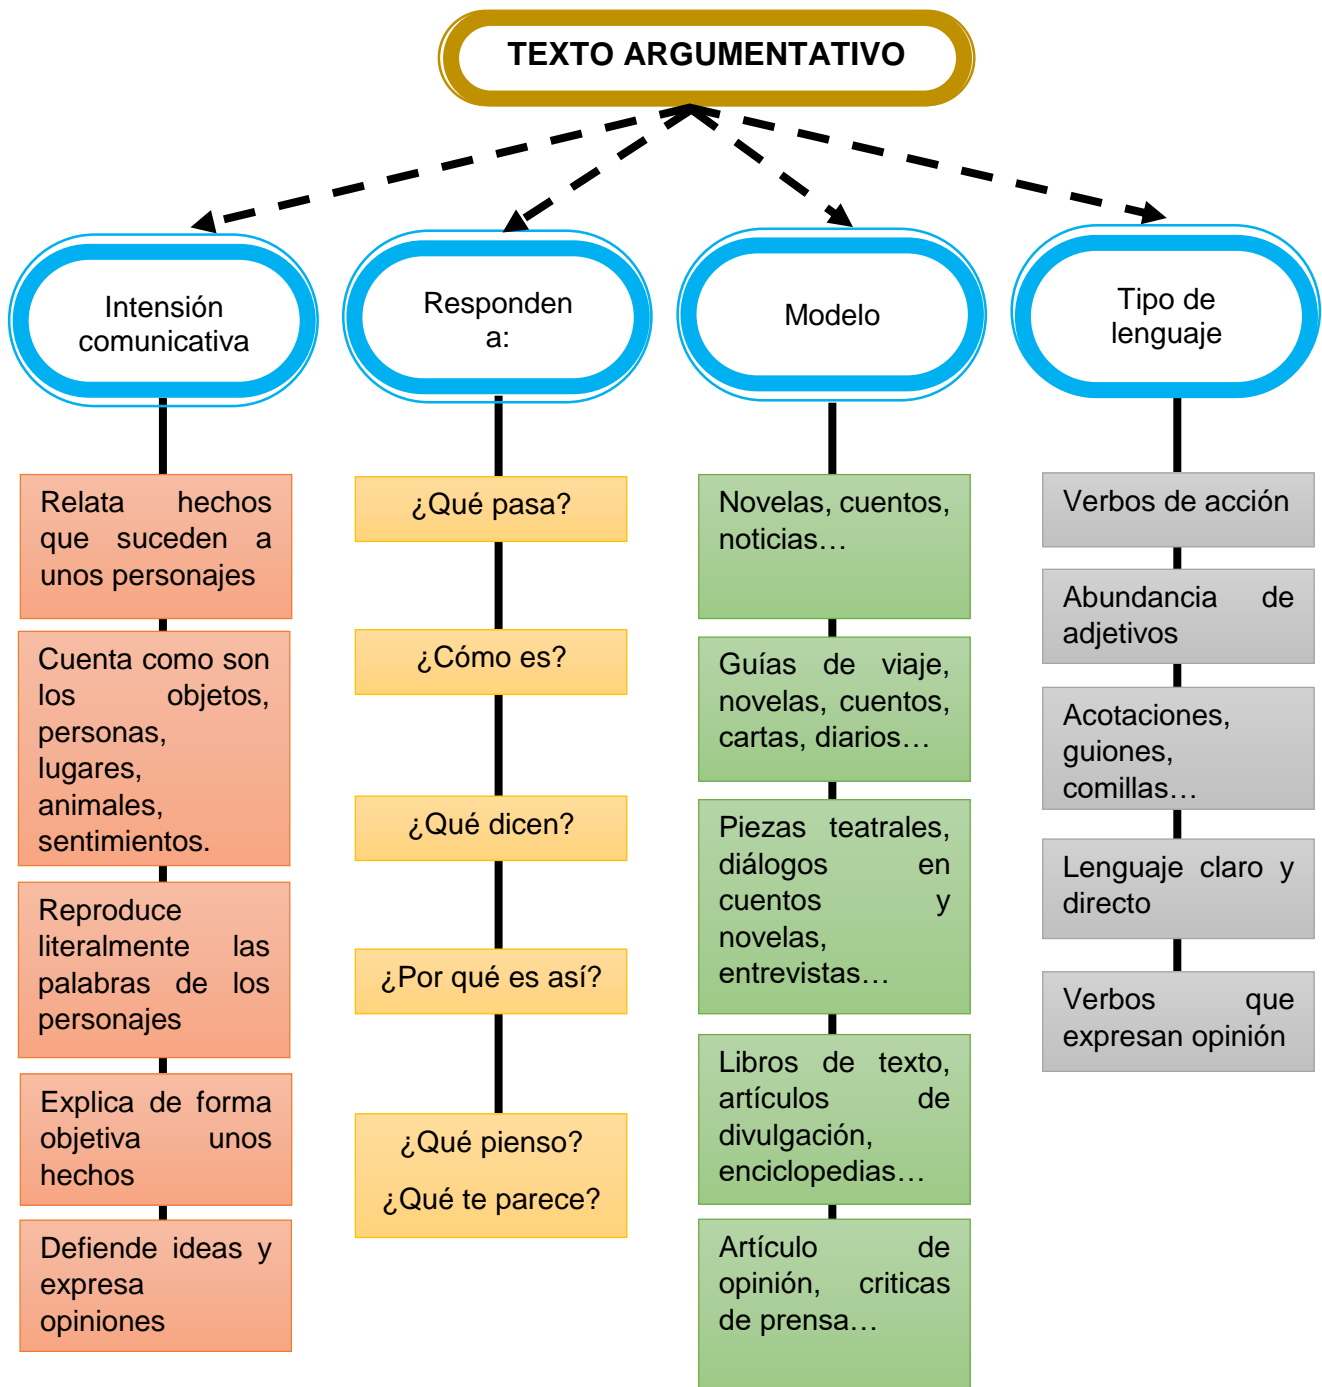 TEXTO ARGUMENTATIVO
Intensión
comunicativa
Relata hechos
que suceden a
unos personajes
Cuenta como son
los objetos,
personas,
lugares,
animales,
sentimientos.
Reproduce
literalmente las
palabras de los
personajes
Explica de forma
objetiva unos
hechos
Defiende ideas y
expresa
opiniones
Responden
a:
¿Qué pasa?
¿Cómo es?
¿Qué dicen?
¿Por qué es así?
¿Qué pienso?
¿Qué te parece?
Modelo
Novelas, cuentos,
noticias…
Guías de viaje,
novelas, cuentos,
cartas, diarios…
Piezas teatrales,
diálogos en
cuentos y
novelas,
entrevistas…
Libros de texto,
artículos de
divulgación,
enciclopedias…
Artículo de
opinión, criticas
de prensa…
Tipo de
lenguaje
Verbos de acción
Abundancia de
adjetivos
Acotaciones,
guiones,
comillas…
Lenguaje claro y
directo
Verbos que
expresan opinión